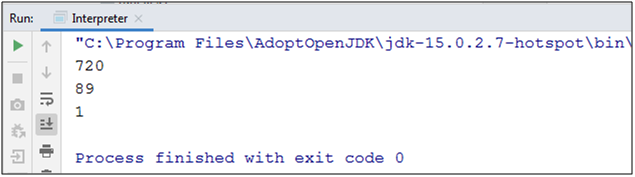 Run: Interpreter ×
"C:\Program Files\AdoptOpenJDK\jdk-15.0.2.7-hotspot\bin\
720
89
1
Process finished with exit code 0